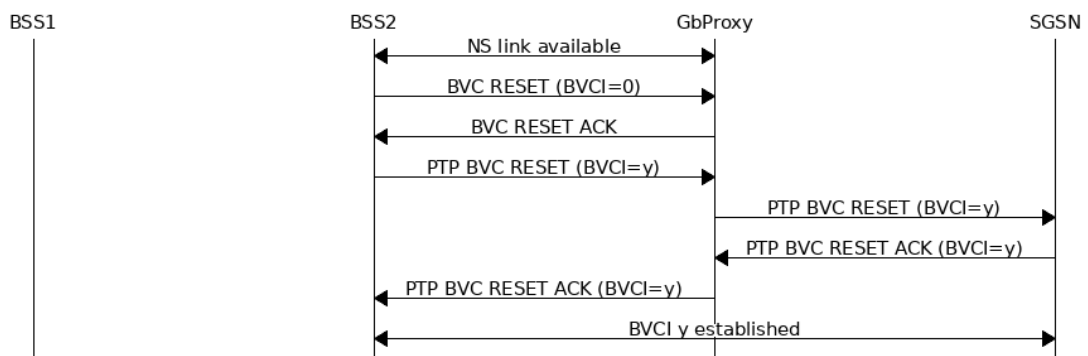 BSS1 BSS2 GbProxy SGSN
NS link available
BVC RESET (BVCI=0)
BVC RESET ACK
PTP BVC RESET (BVCI=y)
PTP BVC RESET (BVCI=y)
PTP BVC RESET ACK (BVCI=y)
PTP BVC RESET ACK (BVCI=y)
BVCI y established